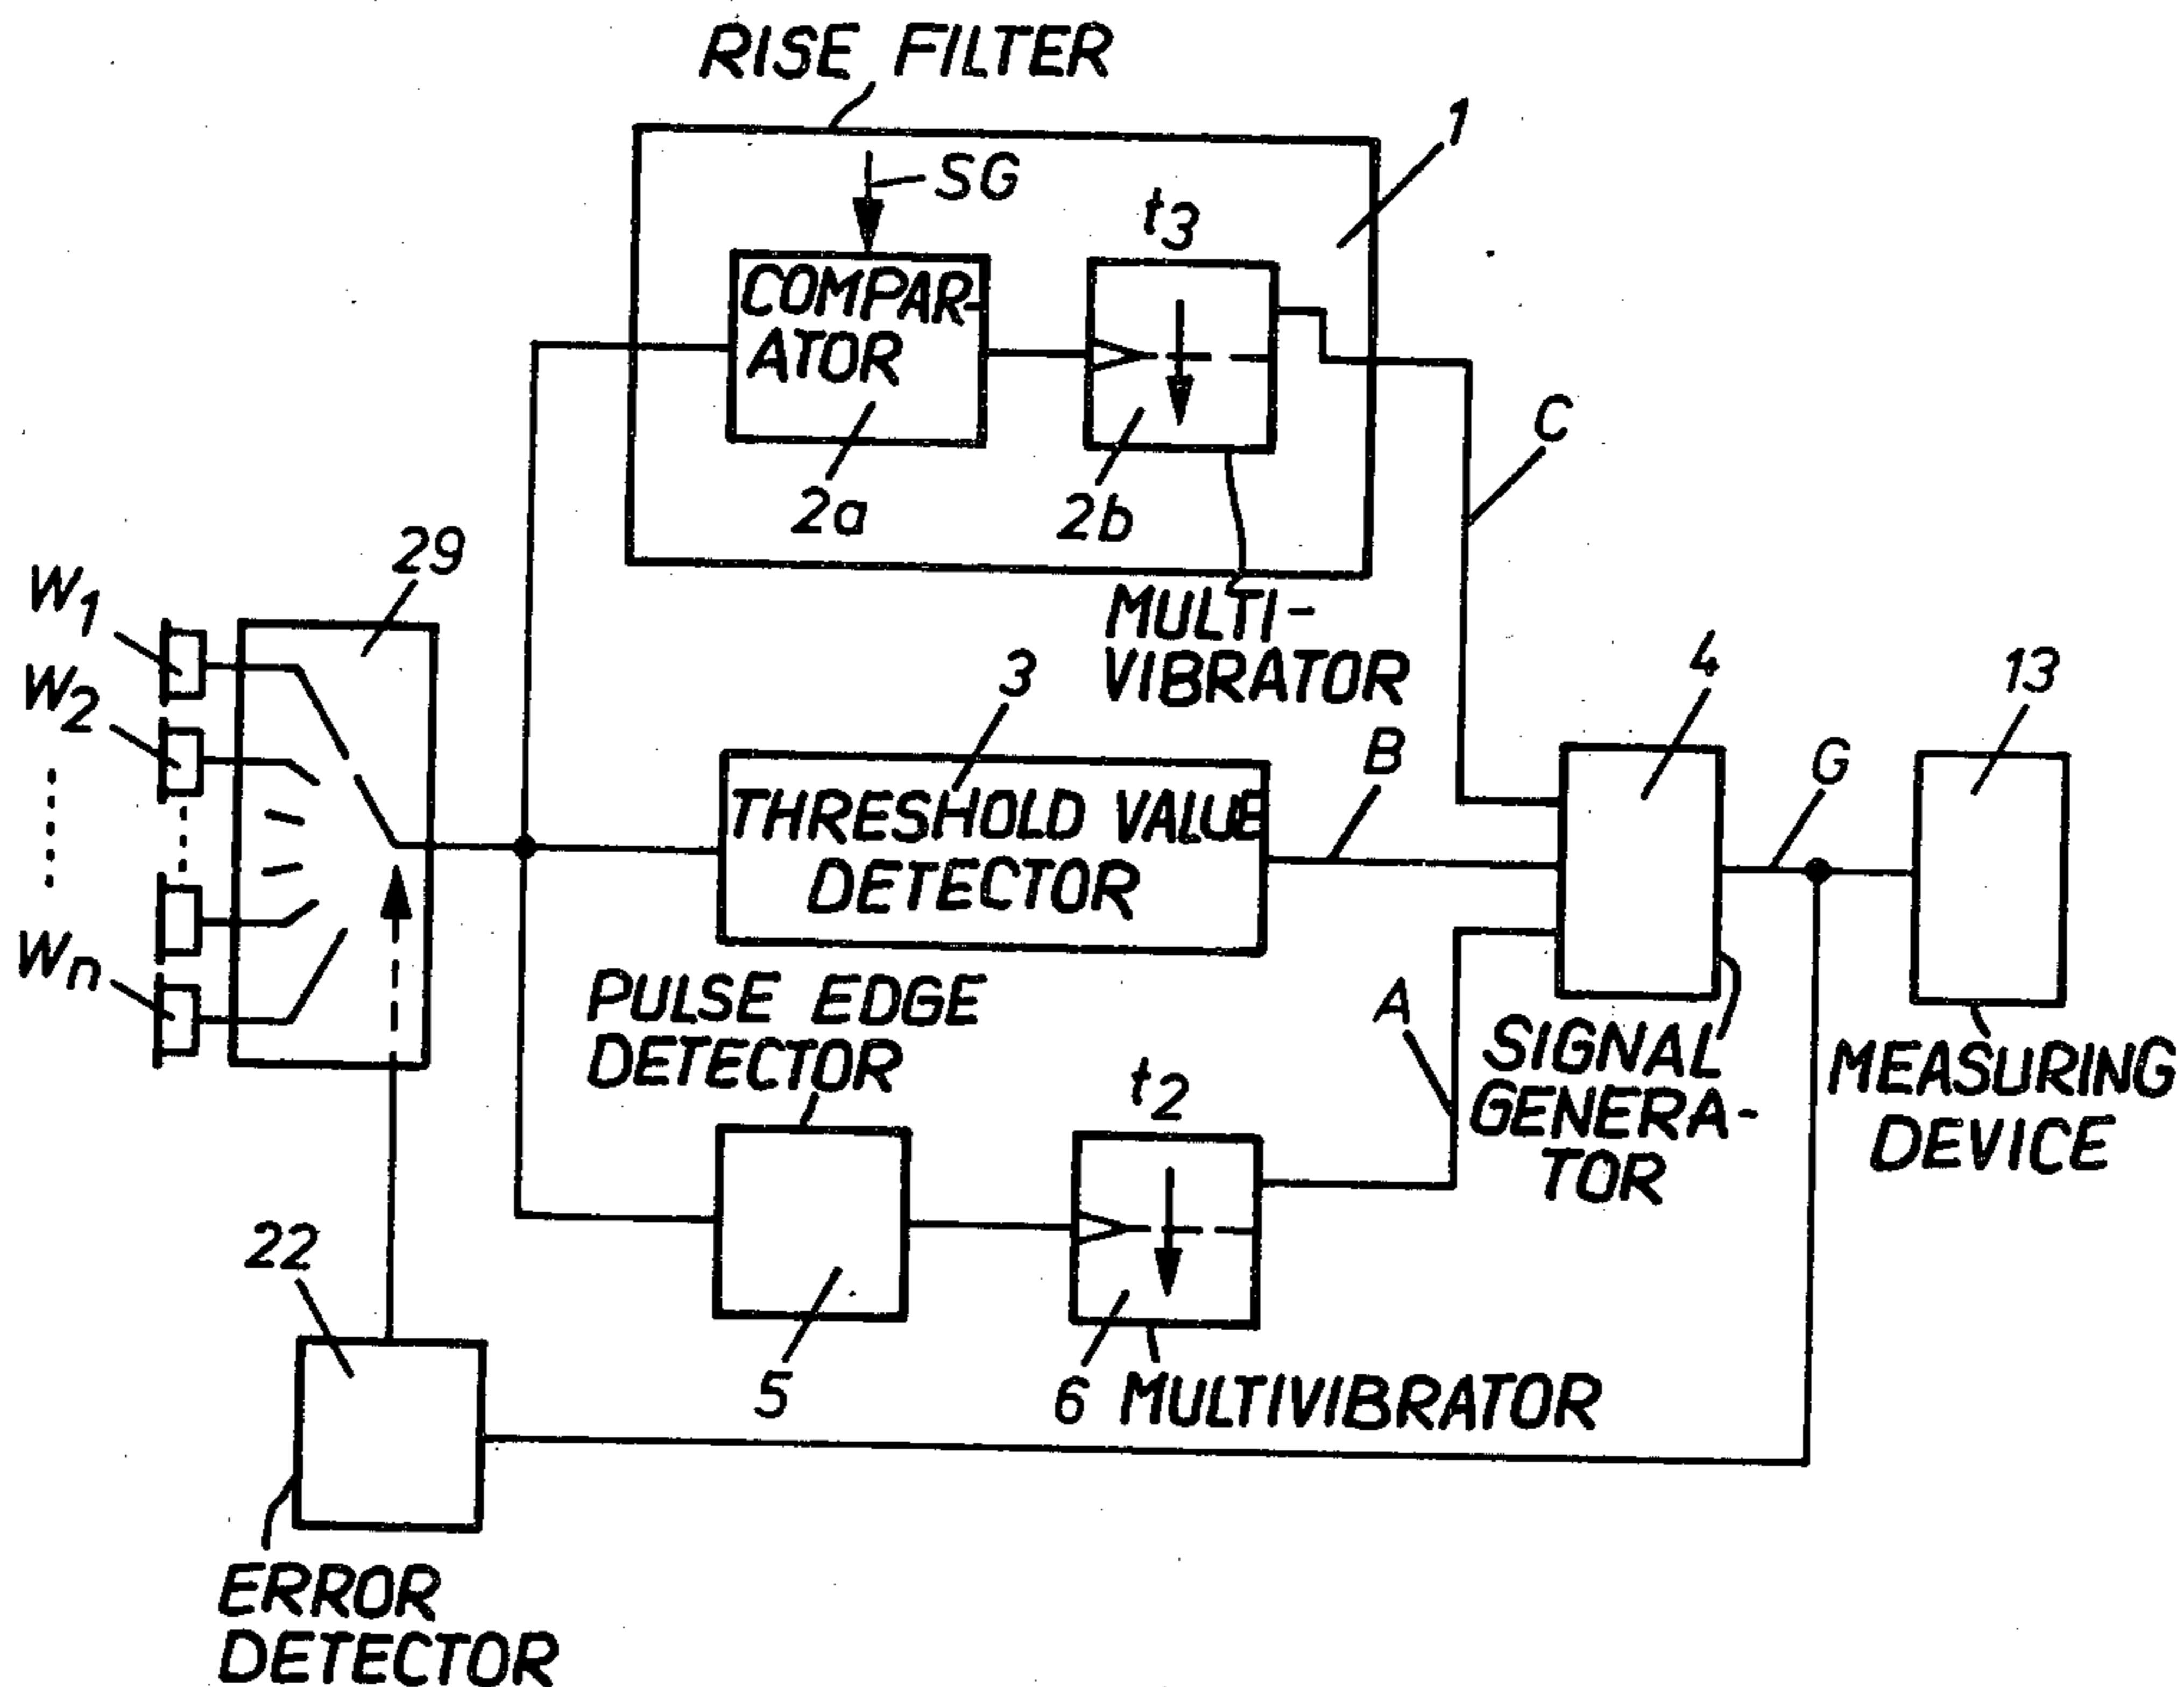 RISE FILTER
1
SG
t3
COMPAR-
ATOR
2a
2b
C
29
W1
MULTI-
VIBRATOR
W2
3
4
13
B
G
THRESHOLD VALUE
DETECTOR
Wn
PULSE EDGE
DETECTOR
A
t2
SIGNAL
GENERA-
TOR
MEASURING
DEVICE
22
5
6 MULTIVIBRATOR
ERROR
DETECTOR